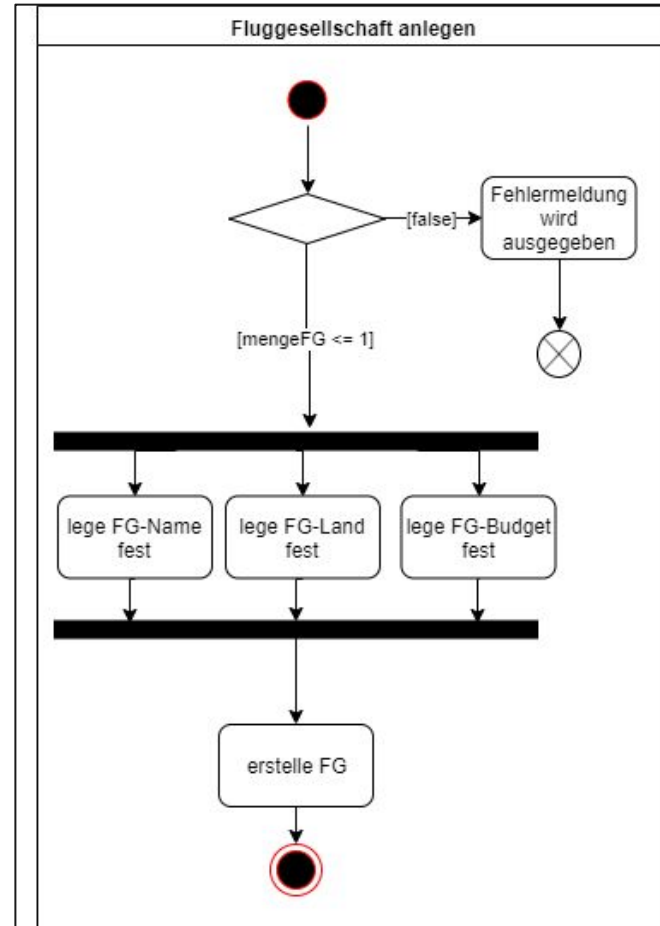 Fluggesellschaft anlegen
Fehlermeldung
wird
ausgegeben
[false]
[mengeFG <= 1]
lege FG-Name
fest
lege FG-Land
fest
lege FG-Budget
fest
erstelle FG